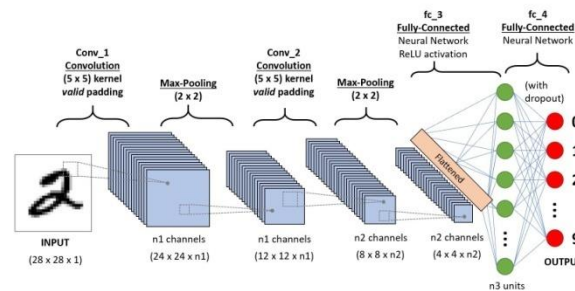 fc_3
Fully-Connected
Neural Network
ReLU activation
fc_4
Fully-Connected
Neural Network
Conv_1
Convolution
(5 x 5) kernel
valid padding
Max-Pooling
(2 x 2)
Conv_2
Convolution
(5 x 5) kernel
valid padding
Max-Pooling
(2 x 2)
(with
dropout)
Flattened
2
0
1
2
9
INPUT
(28 x 28 x 1)
n1 channels
(24 x 24 x n1)
n1 channels
(12 x 12 x n1)
n2 channels
(8 x 8 x n2)
n2 channels
(4 x 4 x n2)
OUTPU
n3 units